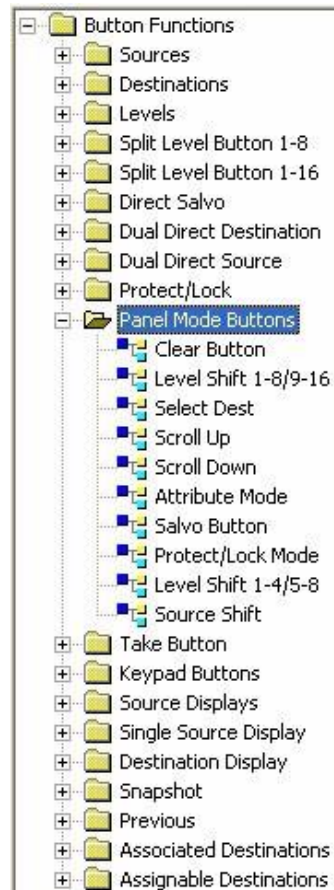 Button Functions
Sources
Destinations
Levels
Split Level Button 1-8
Split Level Button 1-16
Direct Salvo
Dual Direct Destination
Dual Direct Source
Protect/Lock
Panel Mode Buttons
Clear Button
Level Shift 1-8/9-16
Select Dest
Scroll Up
Scroll Down
Attribute Mode
Salvo Button
Protect/Lock Mode
Level Shift 1-4/5-8
Source Shift
Take Button
Keypad Buttons
Source Displays
Single Source Display
Destination Display
Snapshot
Previous
Associated Destinations
Assignable Destinations